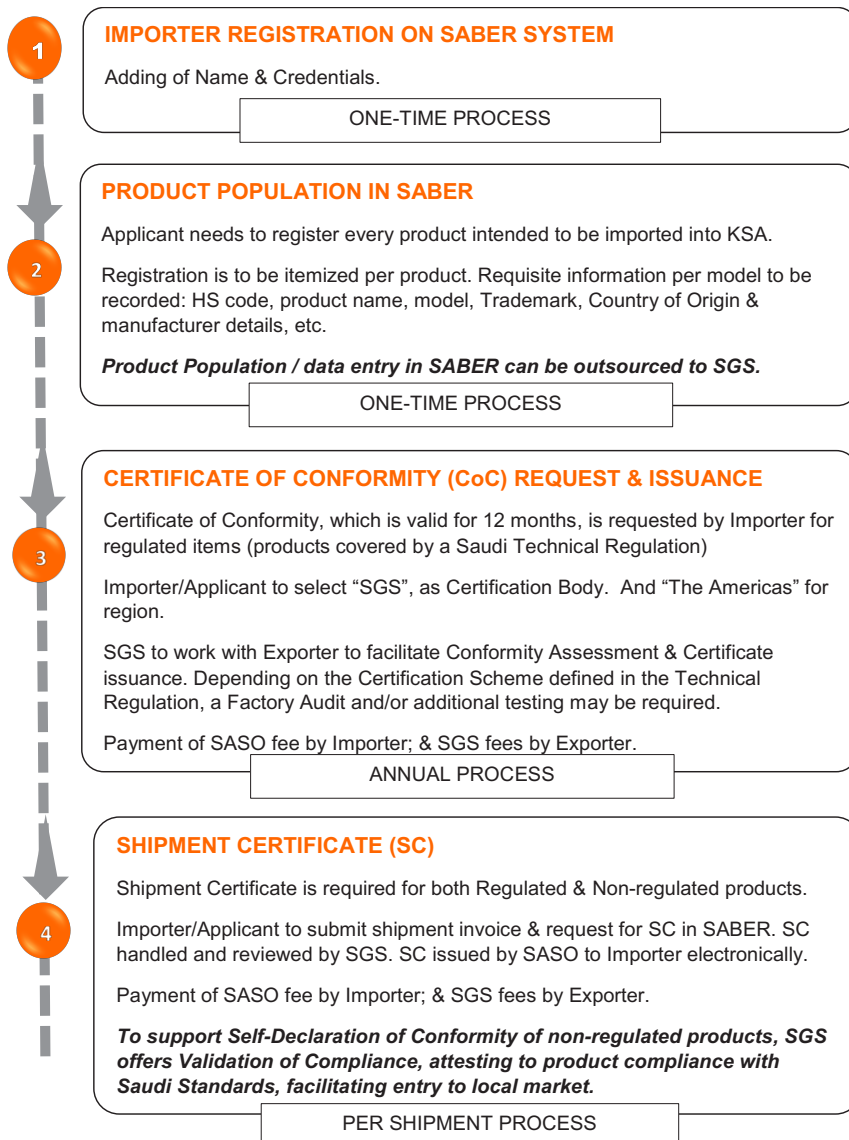 1
IMPORTER REGISTRATION ON SABER SYSTEM
Adding of Name & Credentials.
ONE-TIME PROCESS
PRODUCT POPULATION IN SABER
Applicant needs to register every product intended to be imported into KSA.
2
Registration is to be itemized per product. Requisite information per model to be
recorded: HS code, product name, model, Trademark, Country of Origin &
manufacturer details, etc.
Product Population / data entry in SABER can be outsourced to SGS.
ONE-TIME PROCESS
CERTIFICATE OF CONFORMITY (CoC) REQUEST & ISSUANCE
Certificate of Conformity, which is valid for 12 months, is requested by Importer for
regulated items (products covered by a Saudi Technical Regulation)
3
Importer/Applicant to select “SGS”, as Certification Body. And “The Americas” for
region.
SGS to work with Exporter to facilitate Conformity Assessment & Certificate
issuance. Depending on the Certification Scheme defined in the Technical
Regulation, a Factory Audit and/or additional testing may be required.
Payment of SASO fee by Importer; & SGS fees by Exporter.
ANNUAL PROCESS
SHIPMENT CERTIFICATE (SC)
Shipment Certificate is required for both Regulated & Non-regulated products.
4
Importer/Applicant to submit shipment invoice & request for SC in SABER. SC
handled and reviewed by SGS. SC issued by SASO to Importer electronically.
Payment of SASO fee by Importer; & SGS fees by Exporter.
To support Self-Declaration of Conformity of non-regulated products, SGS
offers Validation of Compliance, attesting to product compliance with
Saudi Standards, facilitating entry to local market.
PER SHIPMENT PROCESS